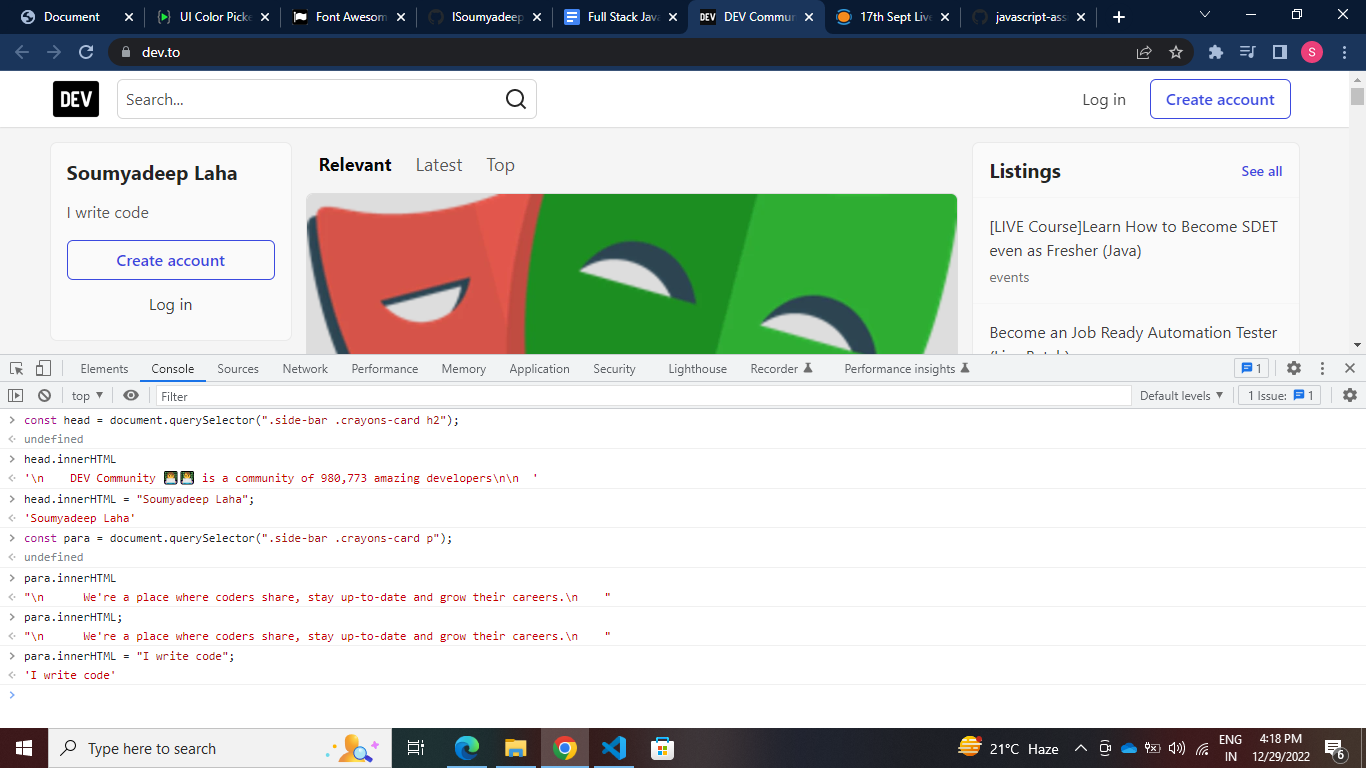 Document
UI Color Picke
Font Awesom
ISoumyadeep
Full Stack Java
DEV Commun
17th Sept Live
javascript-ass
dev.to
S
DEV
Search...
Log in
Create account
Soumyadeep Laha
I write code
Create account
Log in
Relevant
Latest
Top
Listings
See all
[LIVE Course]Learn How to Become SDET
even as Fresher (Java)
events
Become an Job Ready Automation Tester
Elements
Console
Sources
Network
Performance
Memory
Application
Security
Lighthouse
Recorder
Performance insights
1
top ▼
Filter
Default levels ▼
1 Issue: 1
> const head = document.querySelector(".side-bar .crayons-card h2");
undefined
> head.innerHTML
'\n    DEV Community 👩‍💻👨‍💻 is a community of 980,773 amazing developers\n\n  '
> head.innerHTML = "Soumyadeep Laha";
'Soumyadeep Laha'
> const para = document.querySelector(".side-bar .crayons-card p");
undefined
> para.innerHTML
"\n      We're a place where coders share, stay up-to-date and grow their careers.\n    "
> para.innerHTML;
"\n      We're a place where coders share, stay up-to-date and grow their careers.\n    "
> para.innerHTML = "I write code";
'I write code'
>
Type here to search
21°C Haze
ENG
IN
4:18 PM
12/29/2022
6